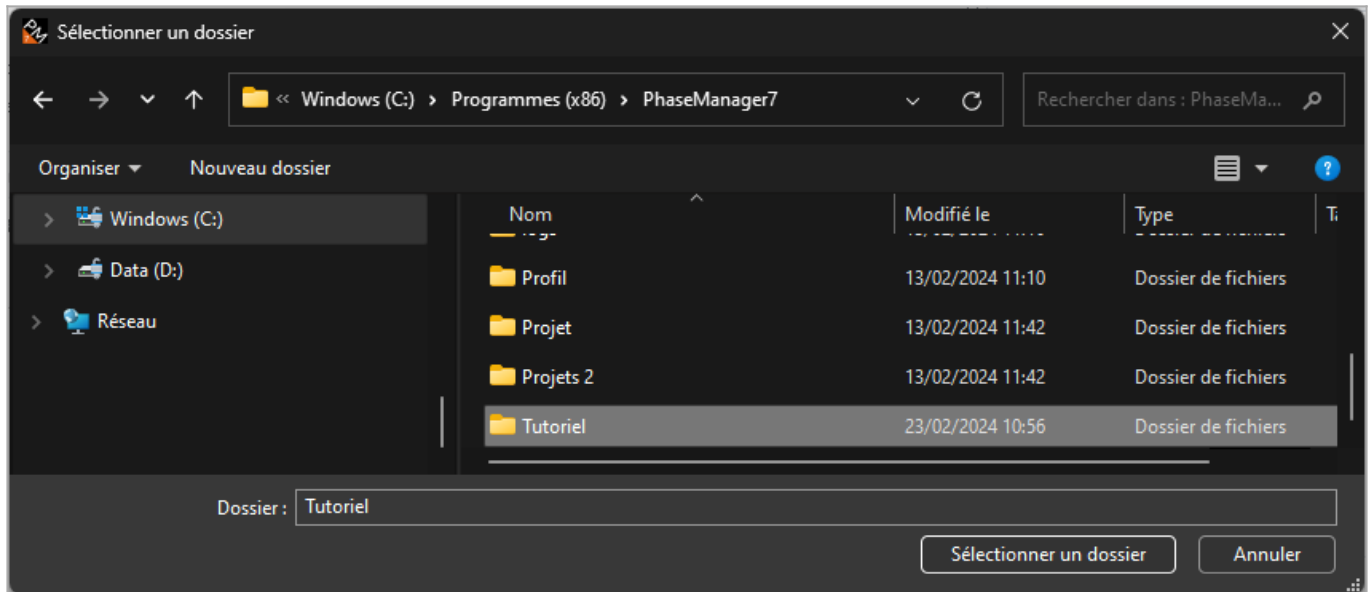 Sélectionner un dossier
« Windows (C:) > Programmes (x86) > PhaseManager7
Rechercher dans : PhaseMa...
Organiser Nouveau dossier
Windows (C:)
Data (D:)
Réseau
Nom Modifié le Type
Profil 13/02/2024 11:10 Dossier de fichiers
Projet 13/02/2024 11:42 Dossier de fichiers
Projets 2 13/02/2024 11:42 Dossier de fichiers
Tutoriel 23/02/2024 10:56 Dossier de fichiers
Dossier : Tutoriel
Sélectionner un dossier Annuler